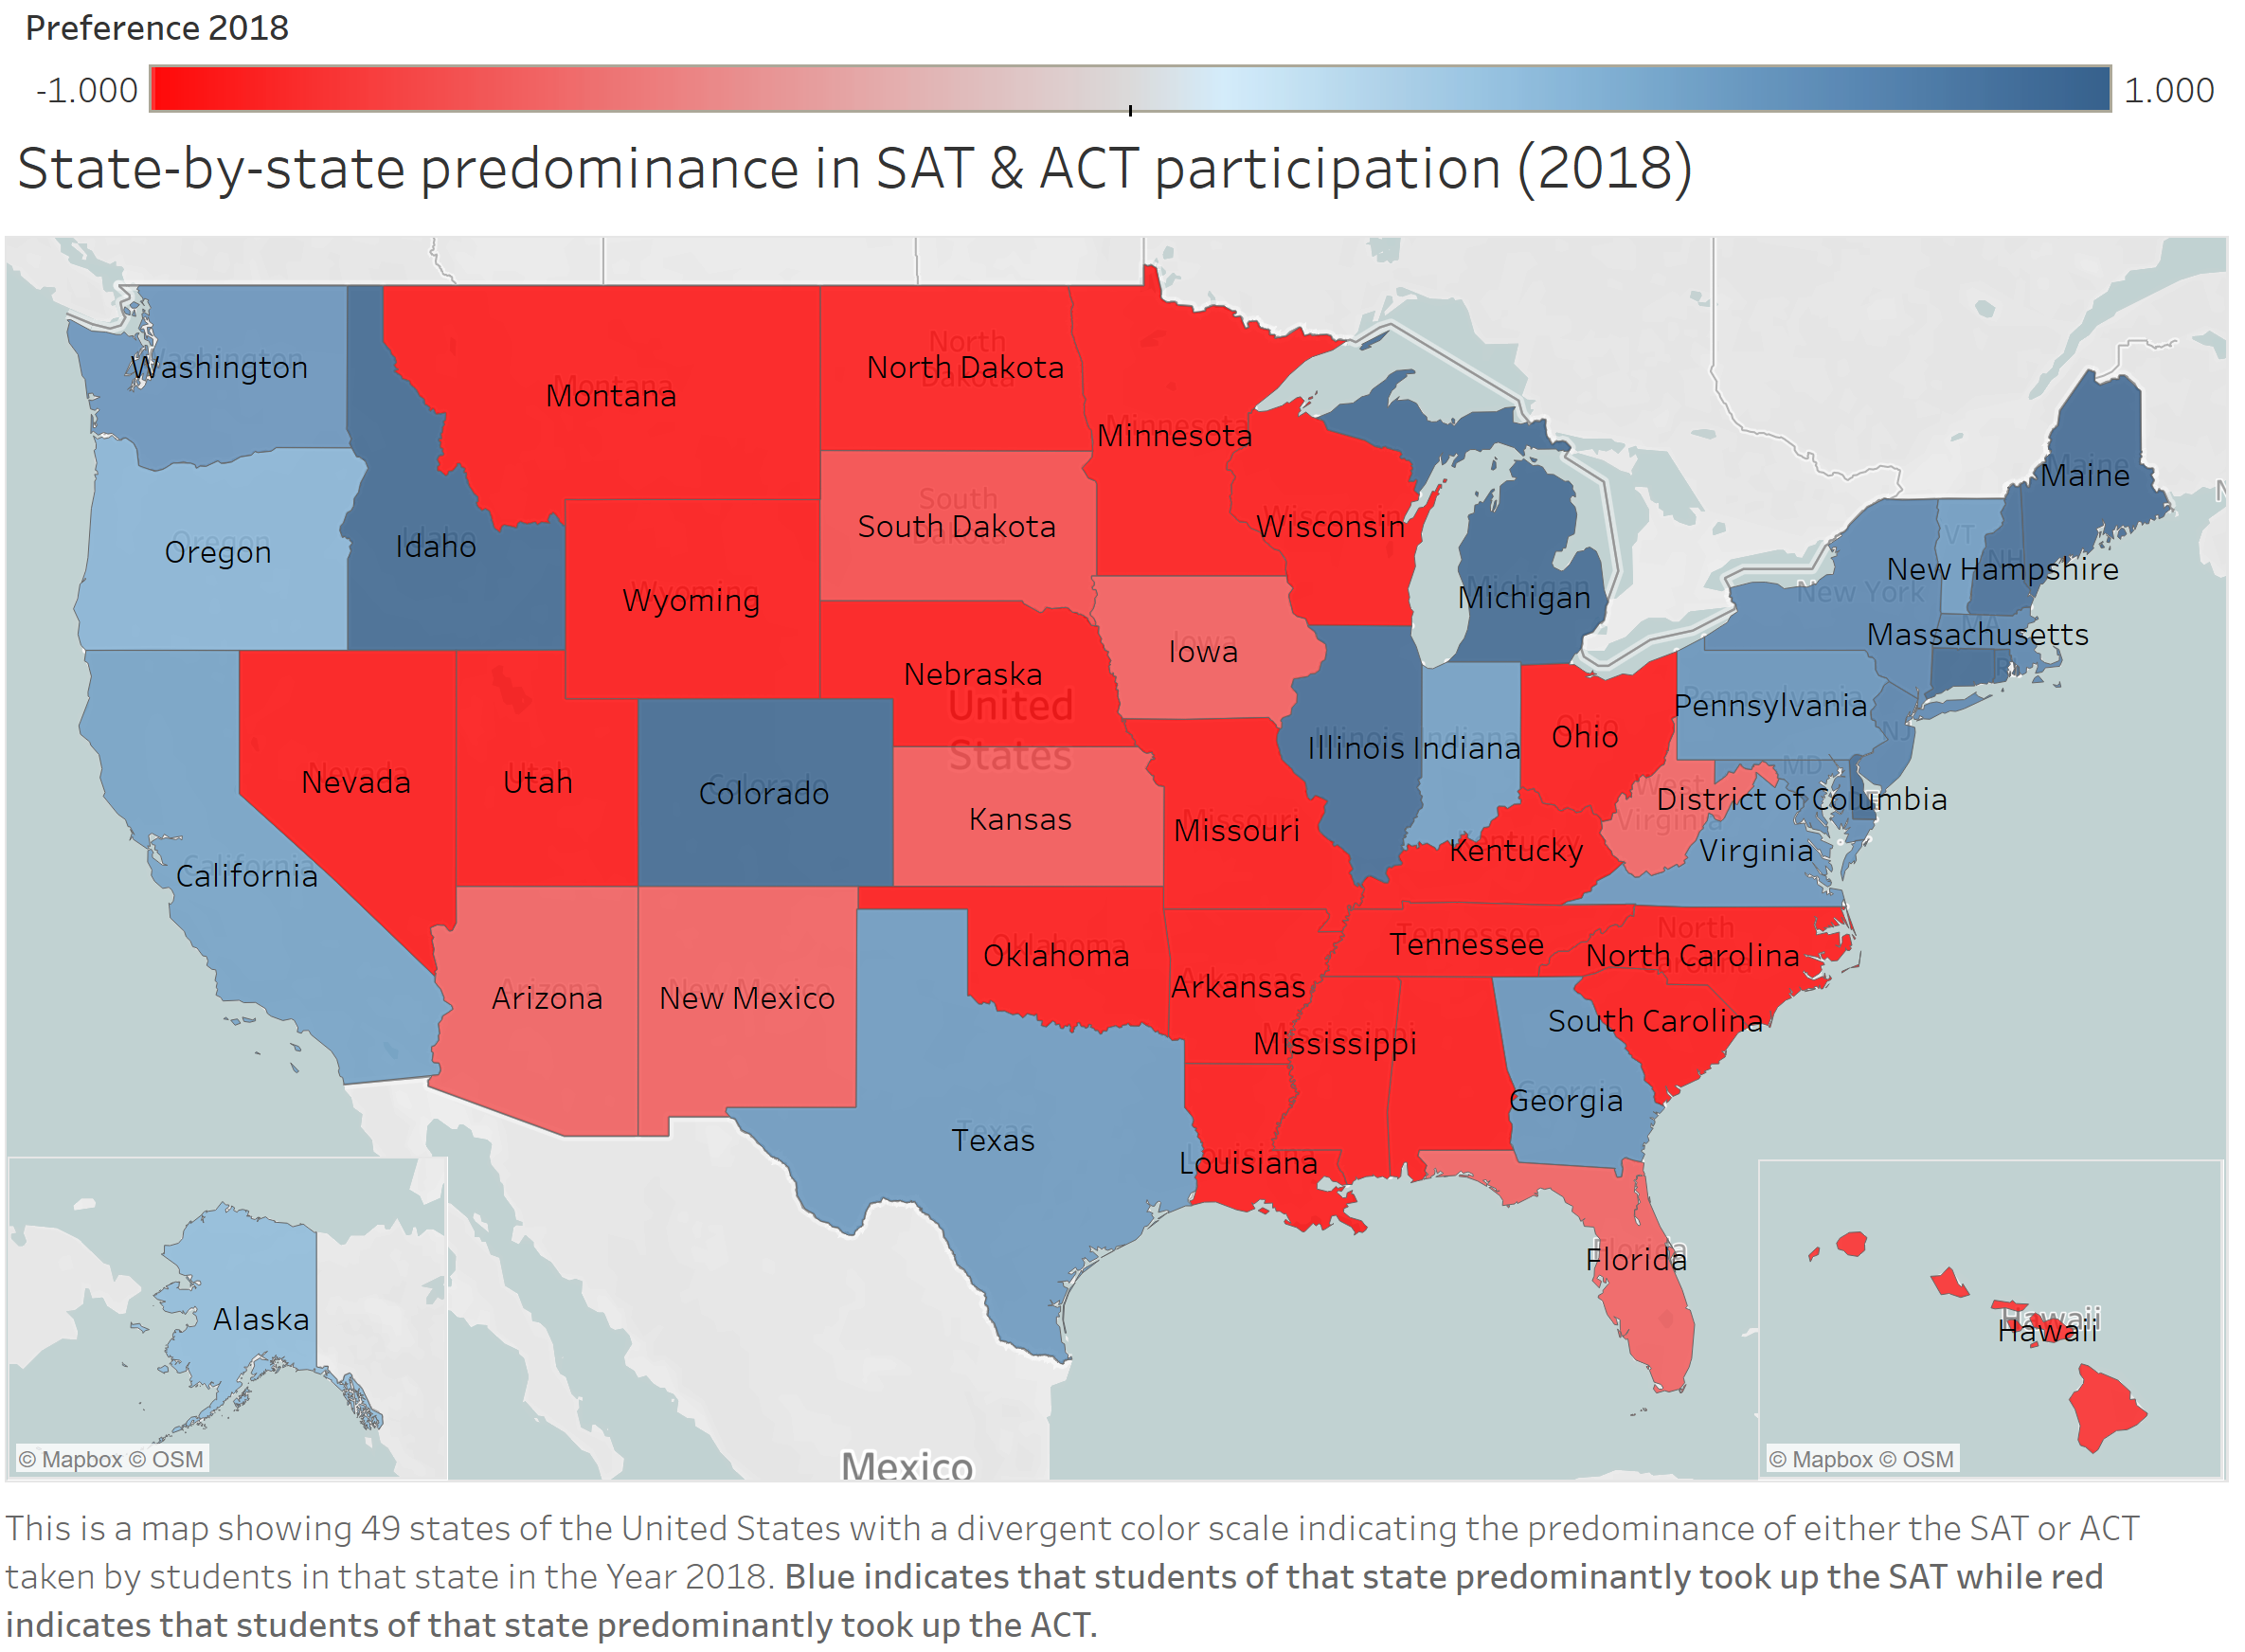 Preference 2018
-1.000
1.000
State-by-state predominance in SAT & ACT participation (2018)
Washington
Montana
North Dakota
Minnesota
Maine
Oregon
Idaho
South Dakota
Wisconsin
VT
NH
New Hampshire
New York
Wyoming
Michigan
MA
Massachusetts
Iowa
RI
Nebraska
United
States
Pennsylvania
NJ
Nevada
Utah
Colorado
Illinois
Indiana
Ohio
MD
West
Virginia
District of Columbia
Kansas
Missouri
Kentucky
Virginia
California
Arizona
New Mexico
Oklahoma
Arkansas
Tennessee
North Carolina
South Carolina
Mississippi
Georgia
Texas
Louisiana
Florida
Alaska
Hawaii
© Mapbox © OSM
Mexico
© Mapbox © OSM
This is a map showing 49 states of the United States with a divergent color scale indicating the predominance of either the SAT or ACT
taken by students in that state in the Year 2018. Blue indicates that students of that state predominantly took up the SAT while red
indicates that students of that state predominantly took up the ACT.